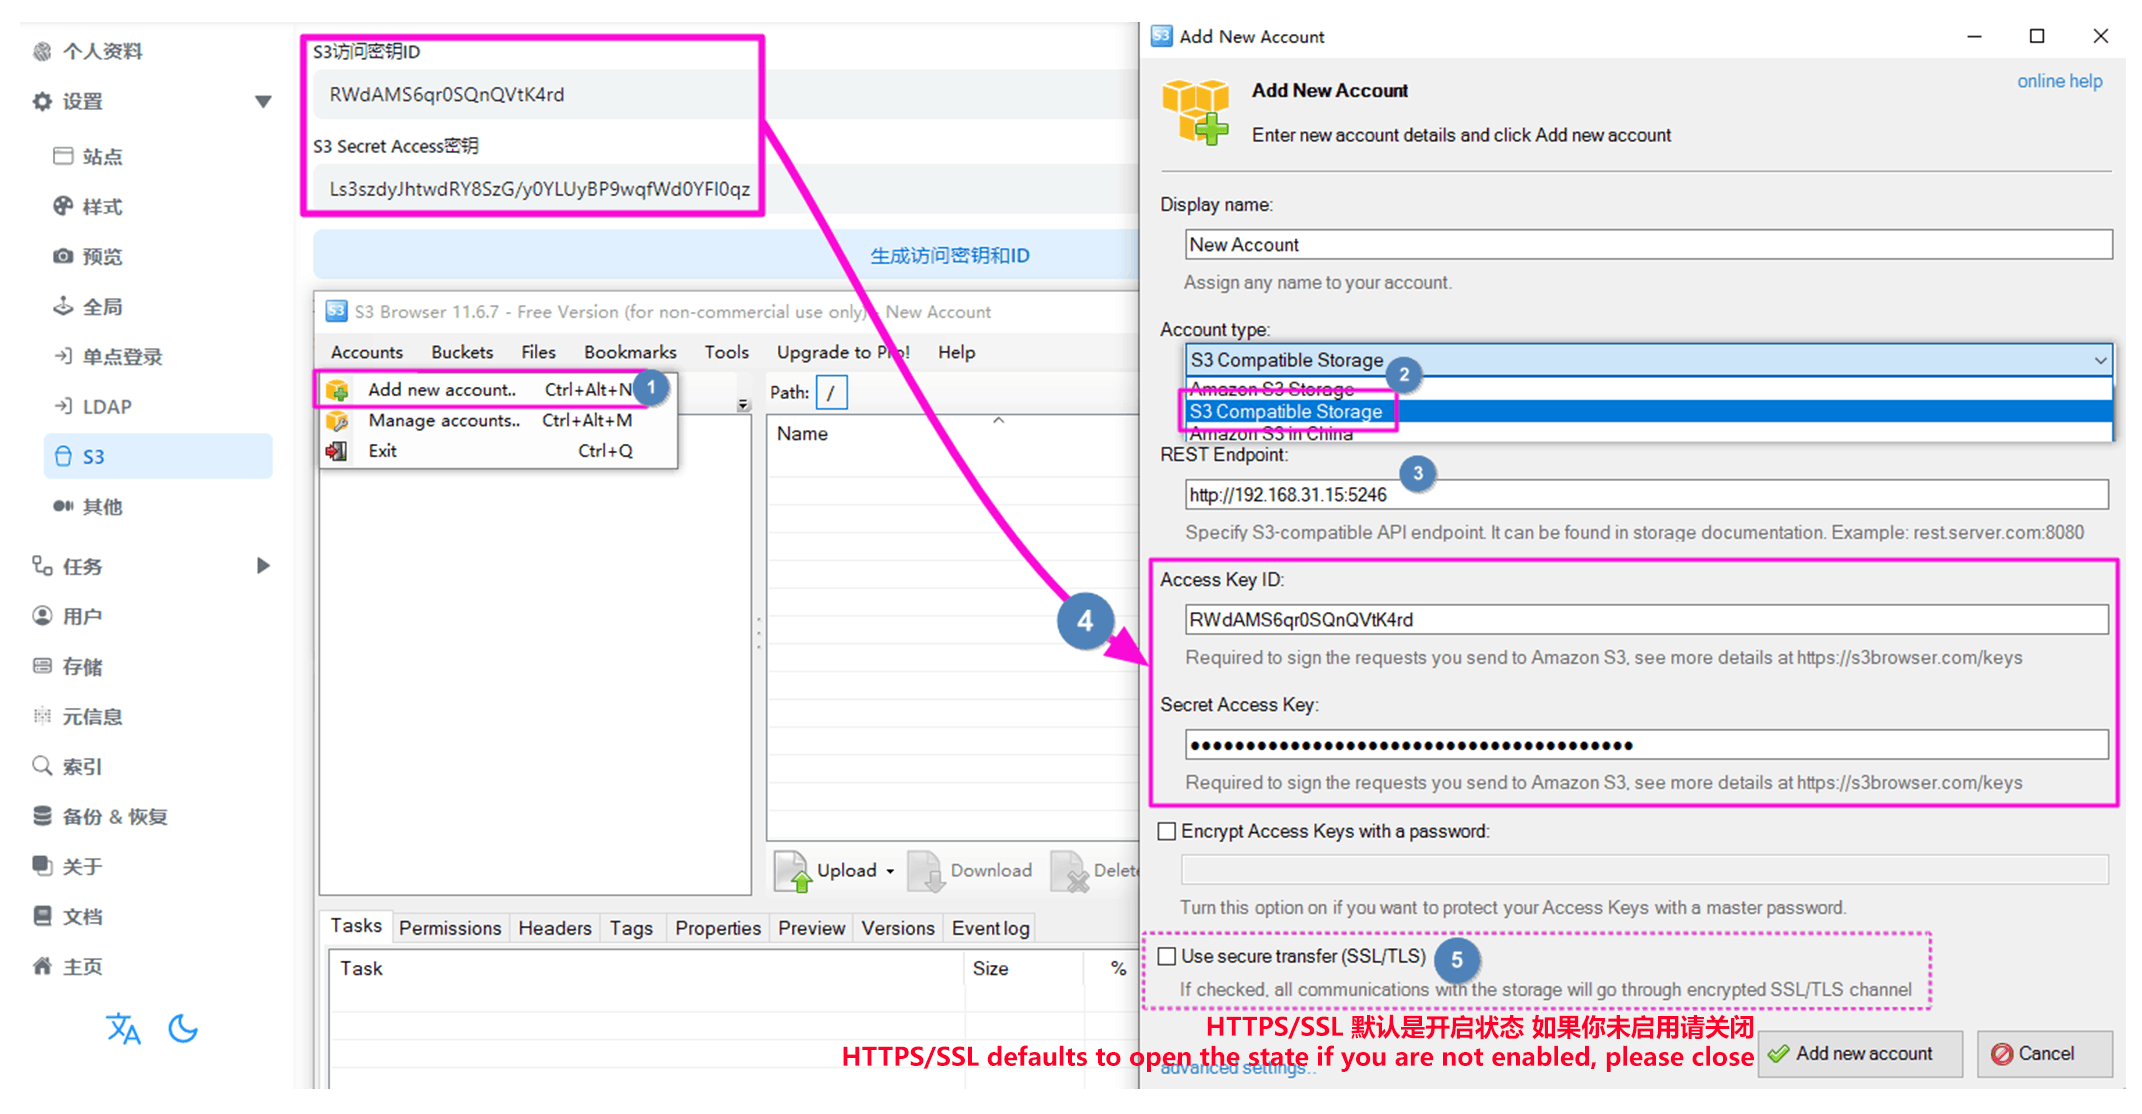 个人资料
设置
站点
样式
预览
全局
单点登录
LDAP
S3
其他
任务
用户
存储
元信息
索引
备份 & 恢复
关于
文档
主页
S3访问密钥ID
RWdAMS6qr0SQnQVtK4rd
S3 Secret Access密钥
Ls3szdyJhtwdRY8SzG/y0YLUyBP9wqfWd0YFI0qz
生成访问密钥和ID
S3 Browser 11.6.7 - Free Version (for non-commercial use only) - New Account
Accounts Buckets Files Bookmarks Tools Upgrade to Pro! Help
Add new account.. Ctrl+Alt+N 1
Manage accounts.. Ctrl+Alt+M
Exit Ctrl+Q
Path: /
Name
4
Upload Download Delete
Tasks Permissions Headers Tags Properties Preview Versions Event log
Task Size %
Add New Account
Add New Account
online help
Enter new account details and click Add new account
Display name:
New Account
Assign any name to your account.
Account type:
S3 Compatible Storage
2
Amazon S3 Storage
S3 Compatible Storage
Amazon S3 in China
REST Endpoint:
3
http://192.168.31.15:5246
Specify S3-compatible API endpoint. It can be found in storage documentation. Example: rest.server.com:8080
Access Key ID:
RWdAMS6qr0SQnQVtK4rd
Required to sign the requests you send to Amazon S3, see more details at https://s3browser.com/keys
Secret Access Key:
●●●●●●●●●●●●●●●●●●●●●●●●●●●●●●●●●●●●●●●●
Required to sign the requests you send to Amazon S3, see more details at https://s3browser.com/keys
Encrypt Access Keys with a password:
Turn this option on if you want to protect your Access Keys with a master password.
Use secure transfer (SSL/TLS) 5
If checked, all communications with the storage will go through encrypted SSL/TLS channel
HTTPS/SSL 默认是开启状态 如果你未启用请关闭
HTTPS/SSL defaults to open the state if you are not enabled, please close
advanced settings..
Add new account
Cancel